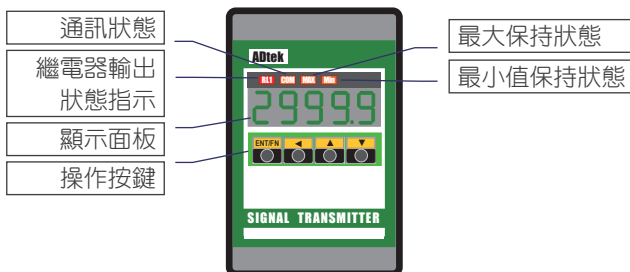 通訊狀態
繼電器輸出
狀態指示
顯示面板
操作按鍵
ADtek
RL1 COM MAX Min
2999.9
ENT/FN ◀ ▲ ▼
SIGNAL TRANSMITTER
最大保持狀態
最小值保持狀態